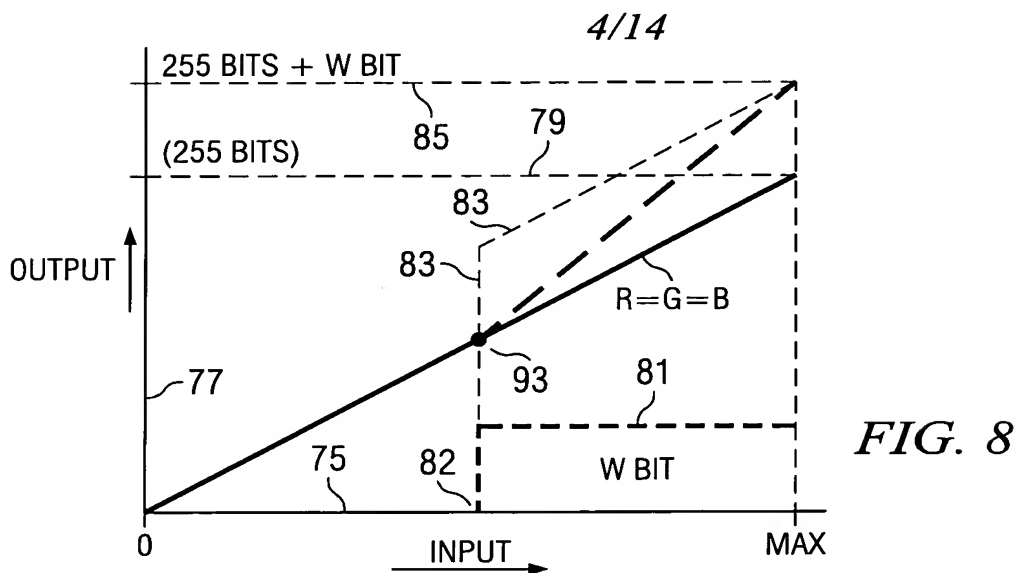 4/14
255 BITS + W BIT
85
79
(255 BITS)
83
83
OUTPUT
R=G=B
93
77
81
75
82
W BIT
FIG. 8
0
INPUT
MAX